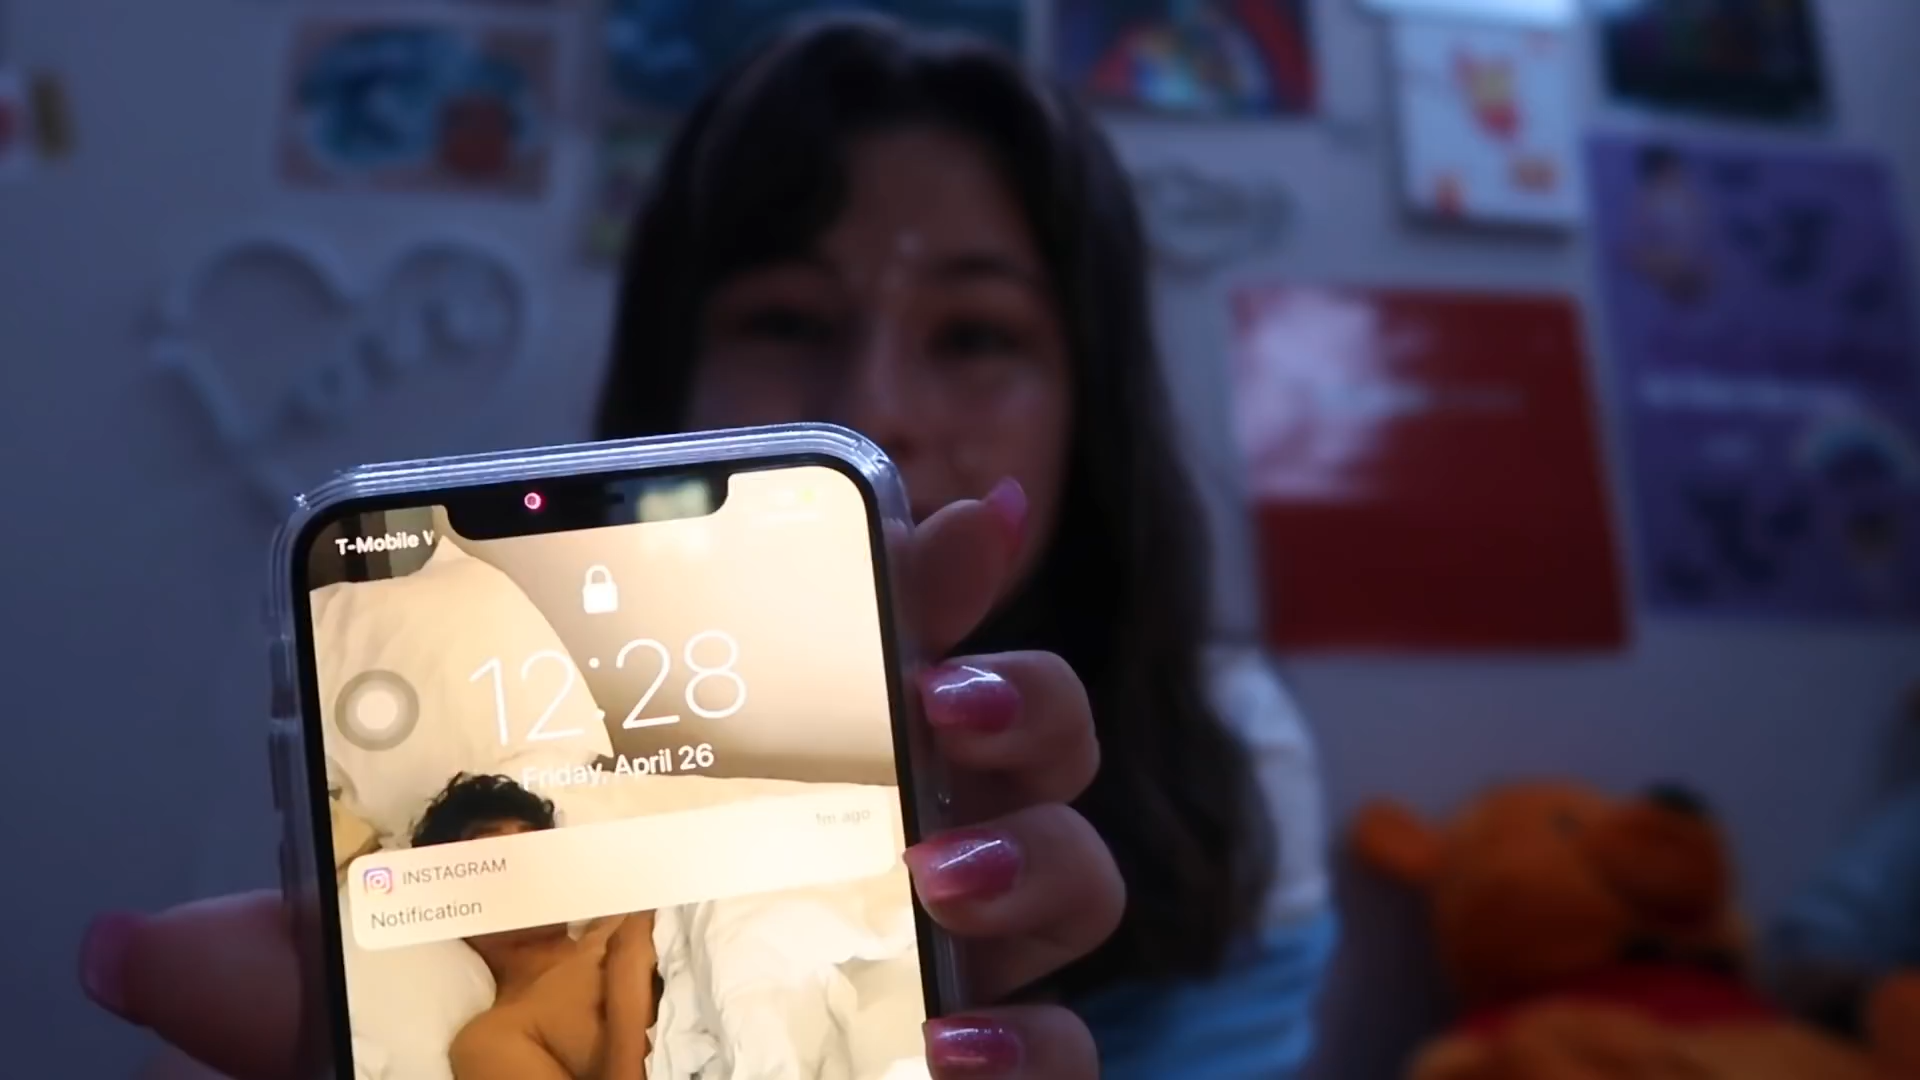 T-Mobile
12:28
Friday, April 26
1m ago
INSTAGRAM
Notification